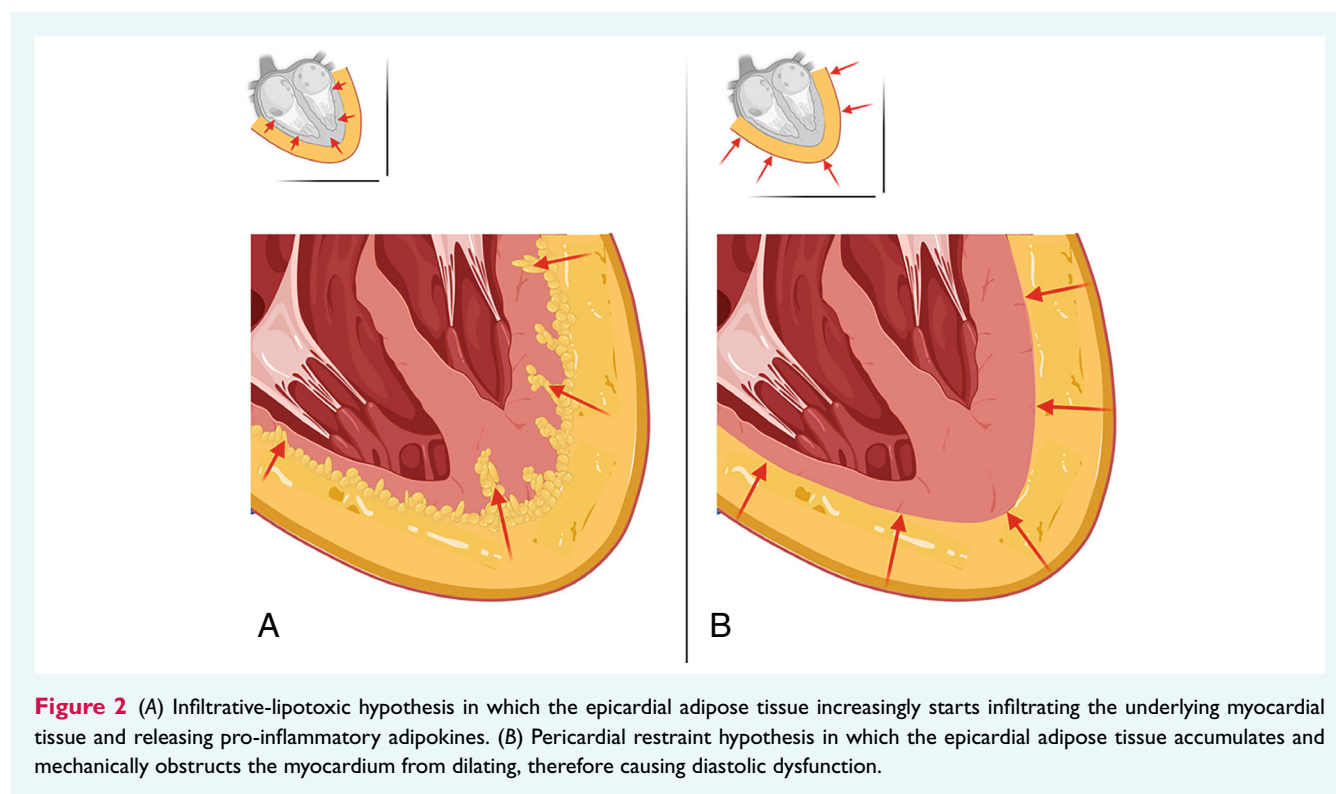 A
B
Figure 2 (A) Infiltrative-lipotoxic hypothesis in which the epicardial adipose tissue increasingly starts infiltrating the underlying myocardial
tissue and releasing pro-inflammatory adipokines. (B) Pericardial restraint hypothesis in which the epicardial adipose tissue accumulates and
mechanically obstructs the myocardium from dilating, therefore causing diastolic dysfunction.